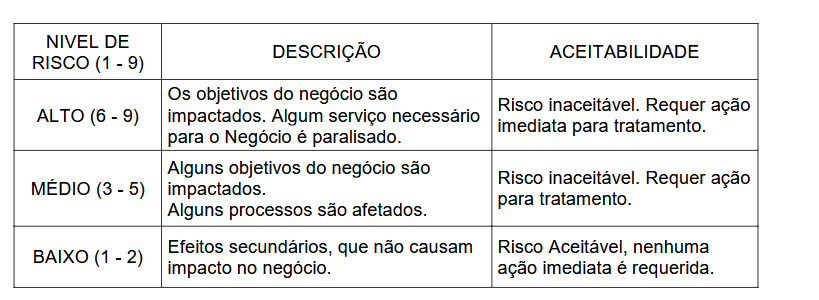 NIVEL DE
RISCO (1 - 9)
DESCRIÇÃO
ACEITABILIDADE
ALTO (6 - 9)
Os objetivos do negócio são
impactados. Algum serviço necessário
para o Negócio é paralisado.
Risco inaceitável. Requer ação
imediata para tratamento.
MÉDIO (3 - 5)
Alguns objetivos do negócio são
impactados.
Alguns processos são afetados.
Risco inaceitável. Requer ação
para tratamento.
BAIXO (1 - 2)
Efeitos secundários, que não causam
impacto no negócio.
Risco Aceitável, nenhuma
ação imediata é requerida.